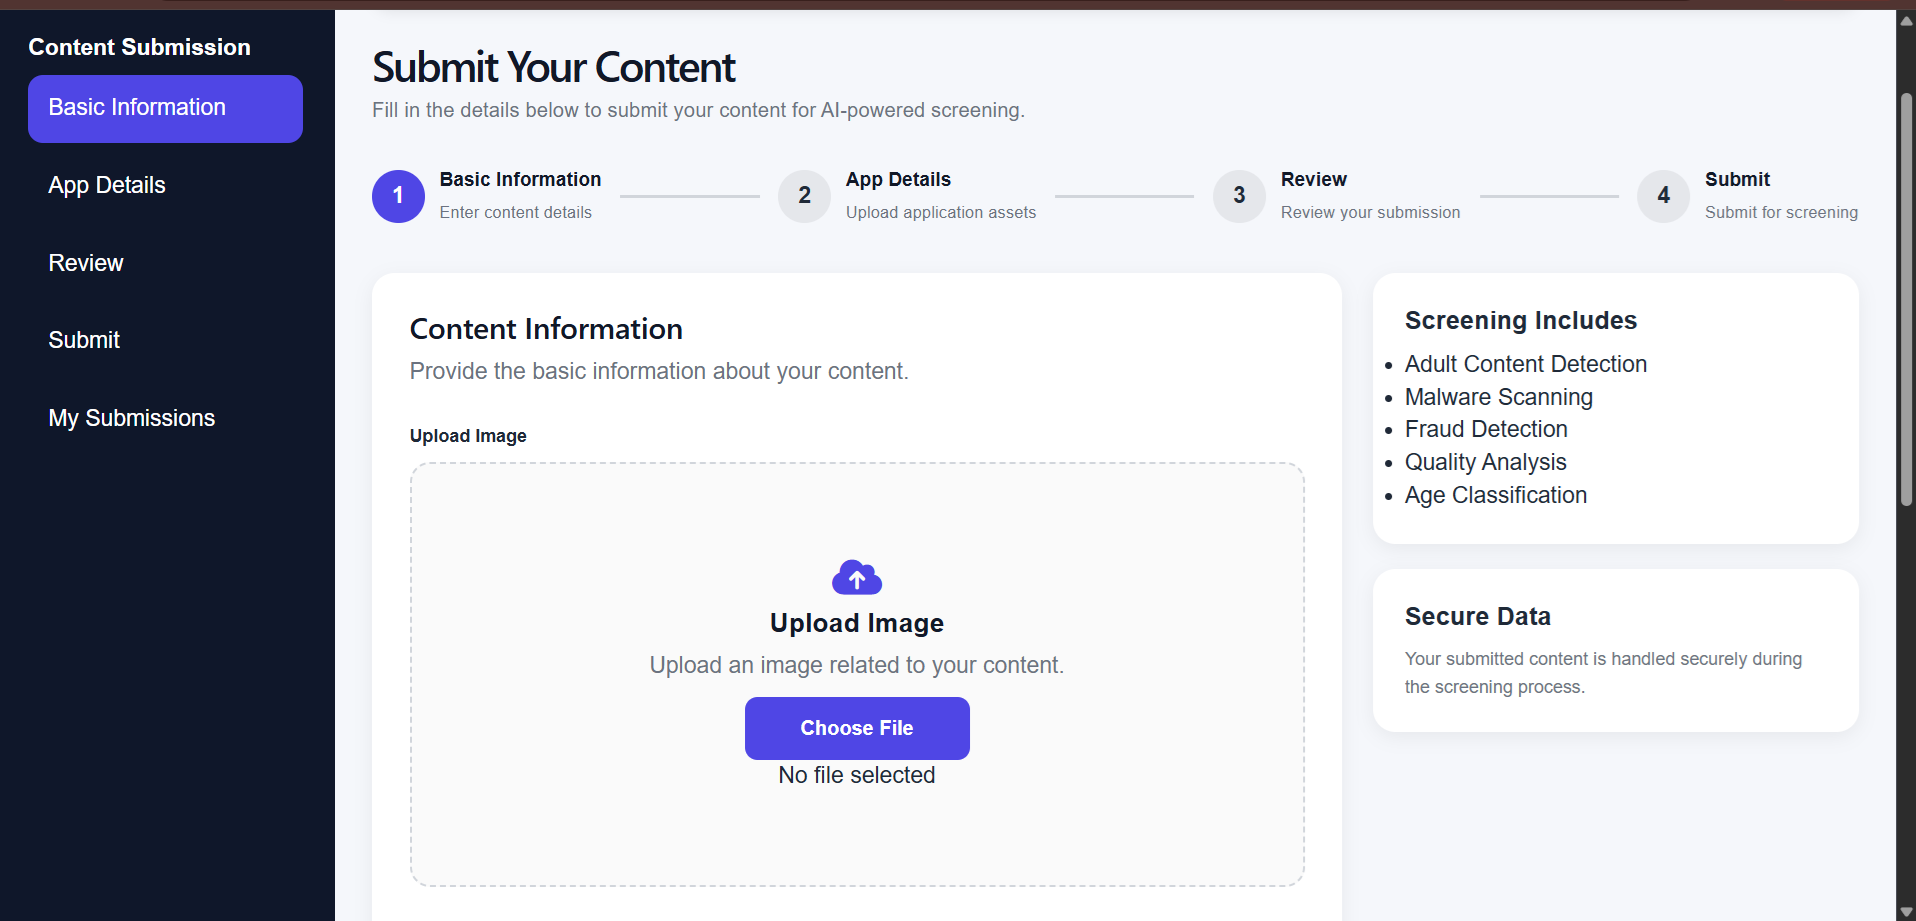 Content Submission
Basic Information
App Details
Review
Submit
My Submissions
Submit Your Content
Fill in the details below to submit your content for AI-powered screening.
1
Basic Information
Enter content details
2
App Details
Upload application assets
3
Review
Review your submission
4
Submit
Submit for screening
Content Information
Provide the basic information about your content.
Upload Image
Upload Image
Upload an image related to your content.
Choose File
No file selected
Screening Includes
Adult Content Detection
Malware Scanning
Fraud Detection
Quality Analysis
Age Classification
Secure Data
Your submitted content is handled securely during
the screening process.